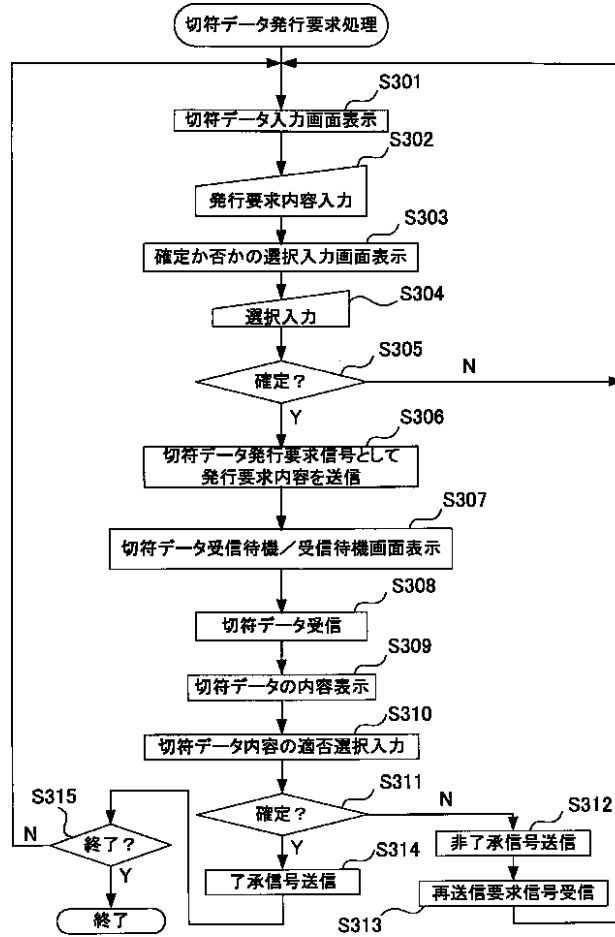 切符データ発行要求処理
S301
切符データ入力画面表示
S302
発行要求内容入力
S303
確定か否かの選択入力画面表示
S304
選択入力
S305
確定？
N
Y
S306
切符データ発行要求信号として
発行要求内容を送信
S307
切符データ受信待機／受信待機画面表示
S308
切符データ受信
S309
切符データの内容表示
S310
切符データ内容の適否選択入力
S311
確定？
N
Y
S312
非了承信号送信
S313
再送信要求信号受信
S314
了承信号送信
S315
終了？
N
Y
終了